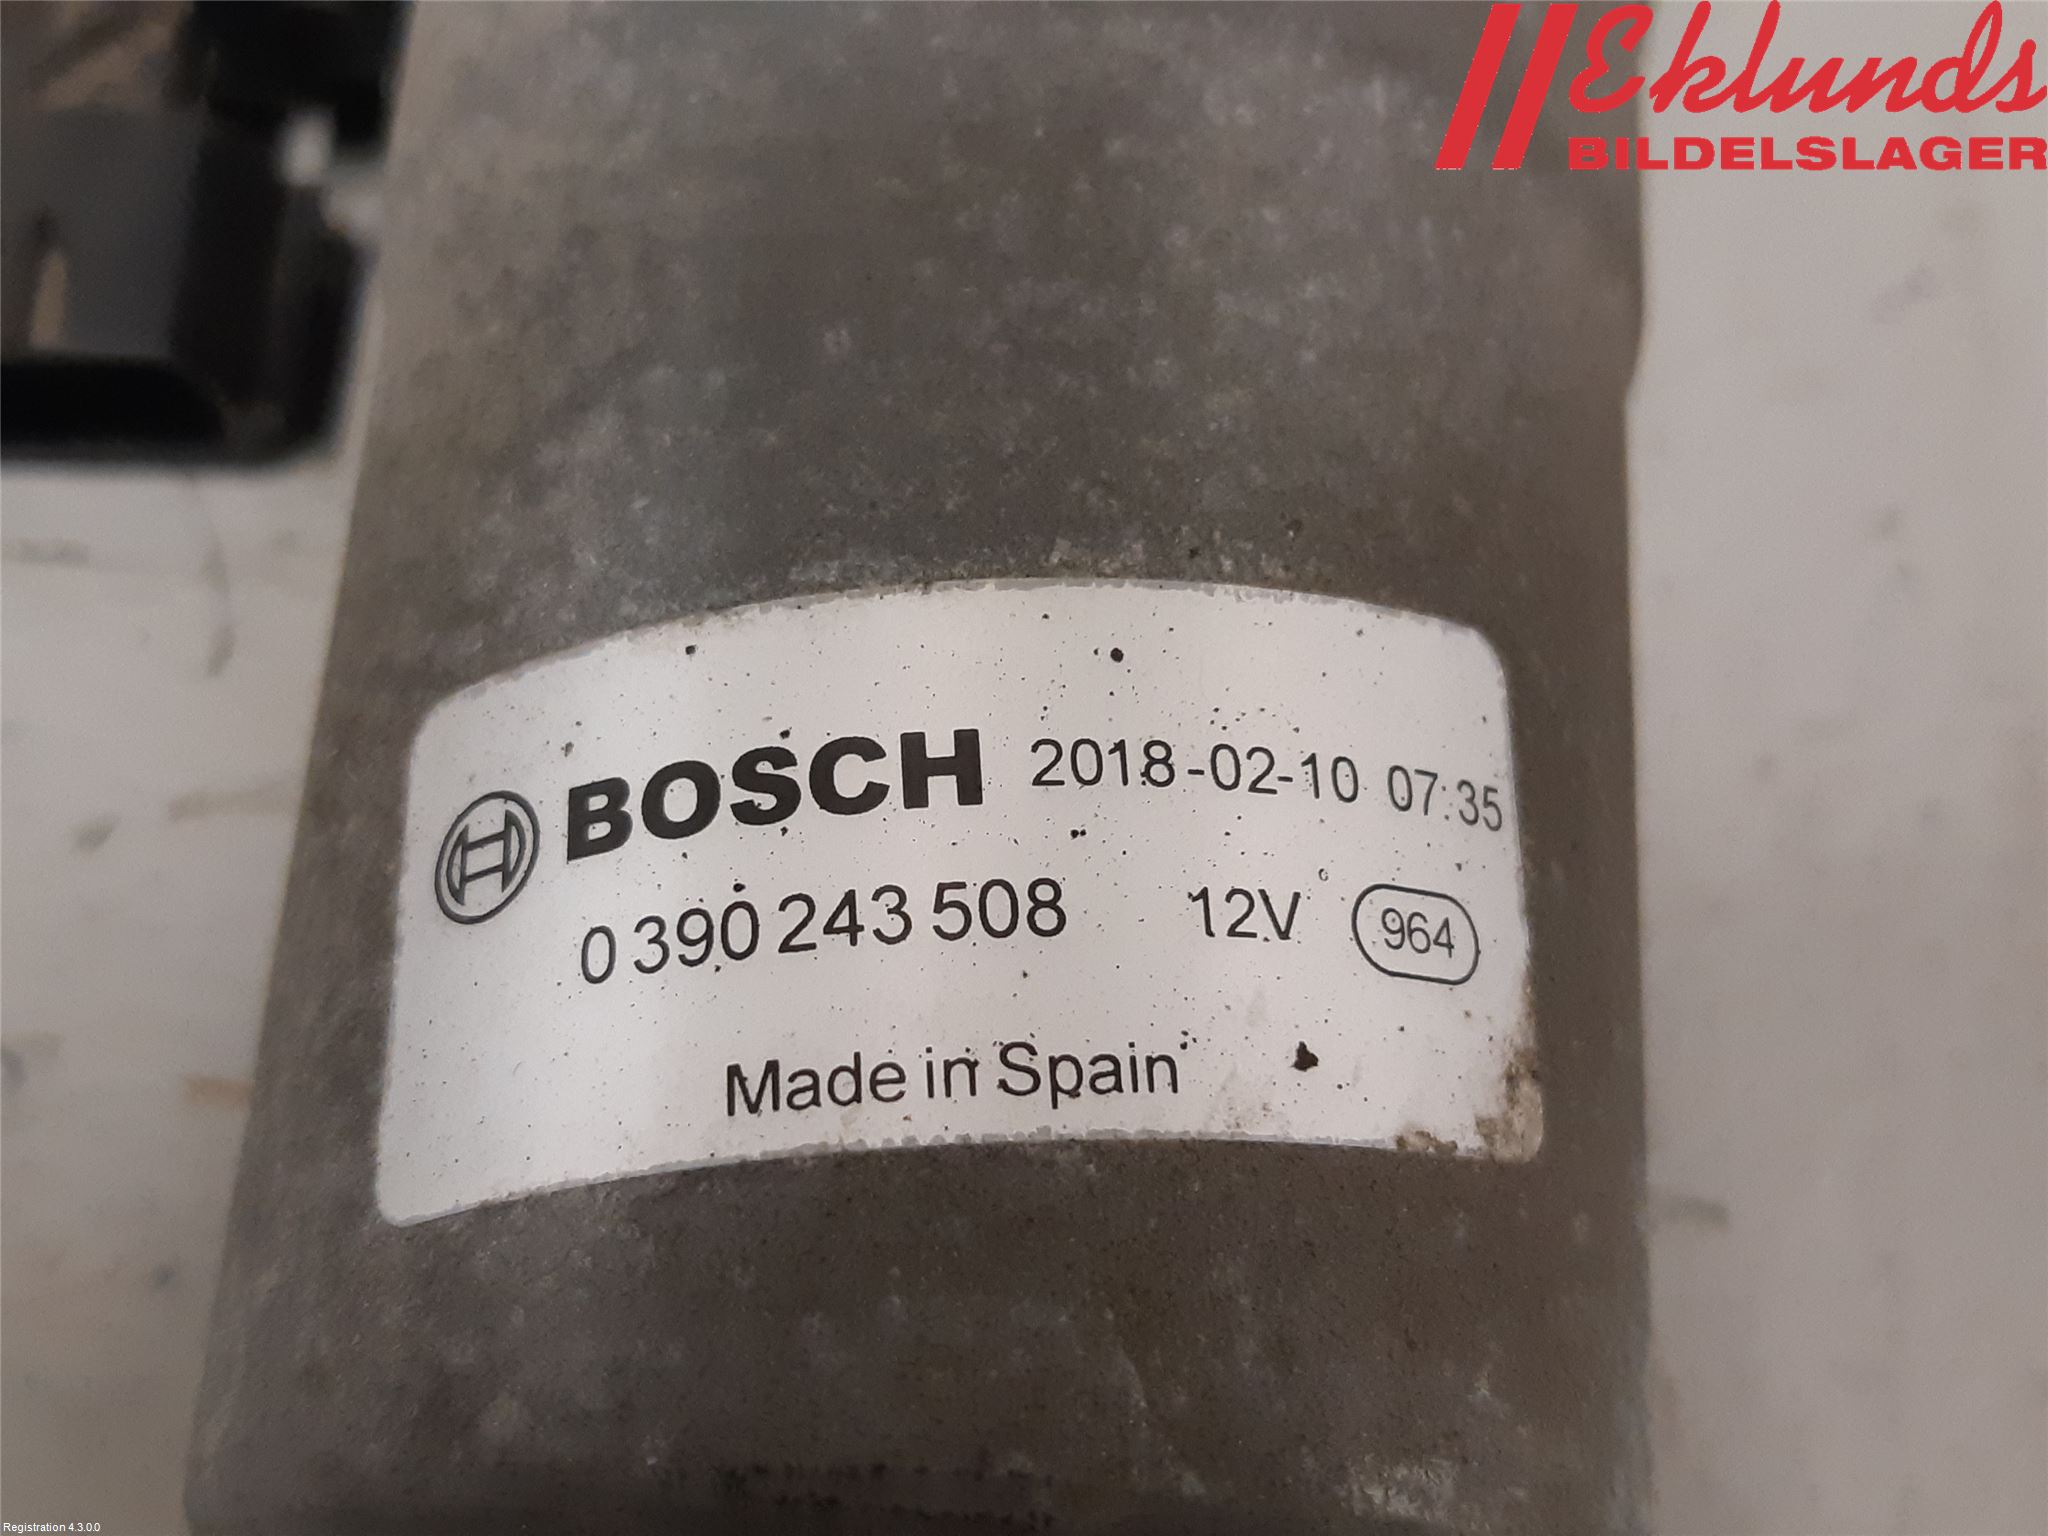 Eklunds
BILDELSLAGER
BOSCH 2018-02-10 07:35
0 390 243 508 12V 964
Made in Spain
Registration 4.3.0.0